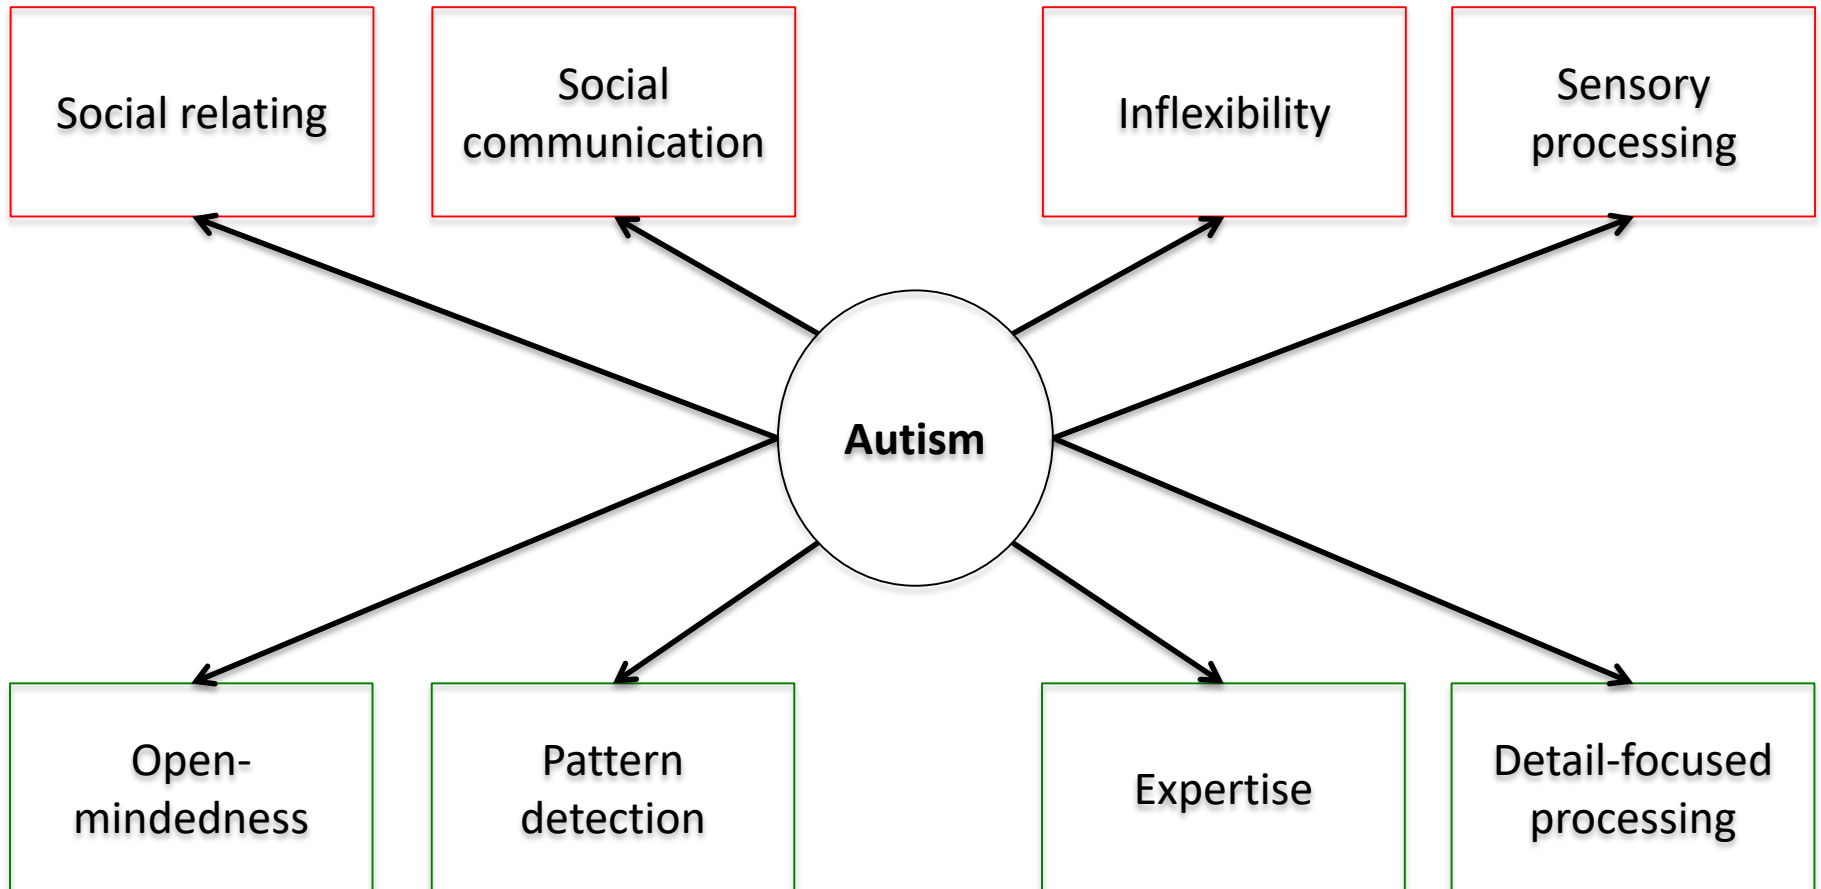 Social relating
Social
communication
Inflexibility
Sensory
processing
Autism
Open-
mindedness
Pattern
detection
Expertise
Detail-focused
processing